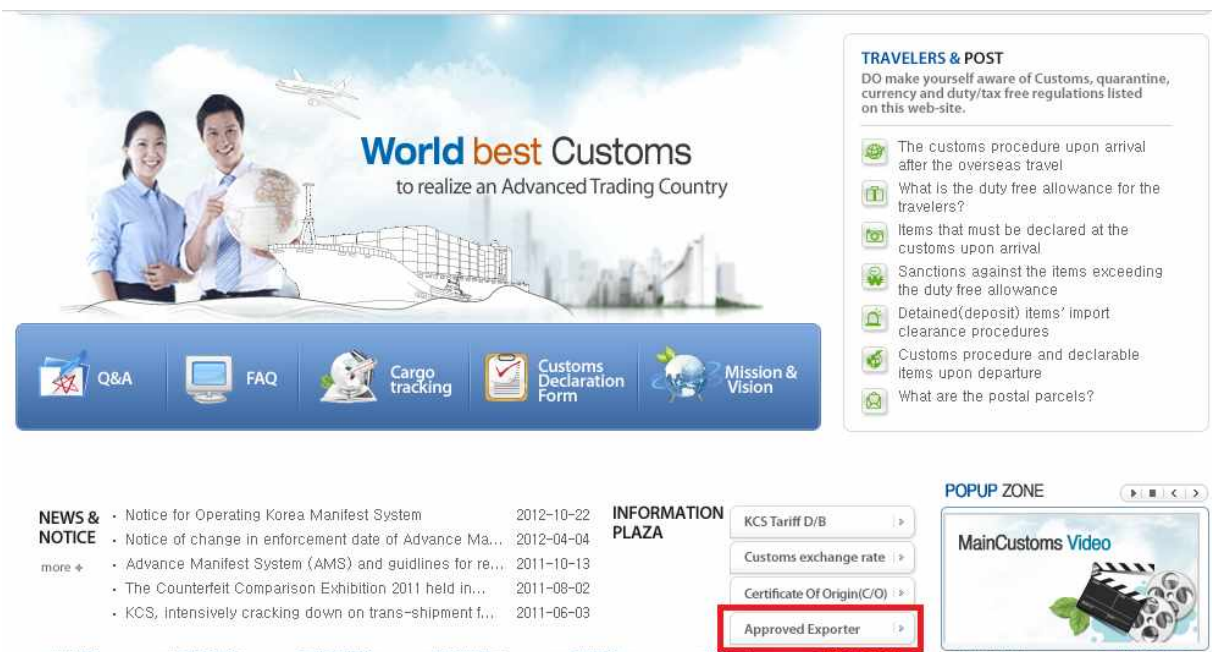 World best Customs
to realize an Advanced Trading Country
Q&A
FAQ
Cargo
tracking
Customs
Declaration
Form
Mission &
Vision
TRAVELERS & POST
DO make yourself aware of Customs, quarantine,
currency and duty/tax free regulations listed
on this web-site.
The customs procedure upon arrival
after the overseas travel
What is the duty free allowance for the
travelers?
Items that must be declared at the
customs upon arrival
Sanctions against the items exceeding
the duty free allowance
Detained(deposit) items' import
clearance procedures
Customs procedure and declarable
items upon departure
What are the postal parcels?
NEWS &
NOTICE
more +
· Notice for Operating Korea Manifest System 2012-10-22
· Notice of change in enforcement date of Advance Ma... 2012-04-04
· Advance Manifest System (AMS) and guidlines for re... 2011-10-13
· The Counterfeit Comparison Exhibition 2011 held in... 2011-08-02
· KCS, intensively cracking down on trans-shipment f... 2011-06-03
INFORMATION
PLAZA
KCS Tariff D/B
Customs exchange rate
Certificate Of Origin(C/O)
Approved Exporter
POPUP ZONE
MainCustoms Video